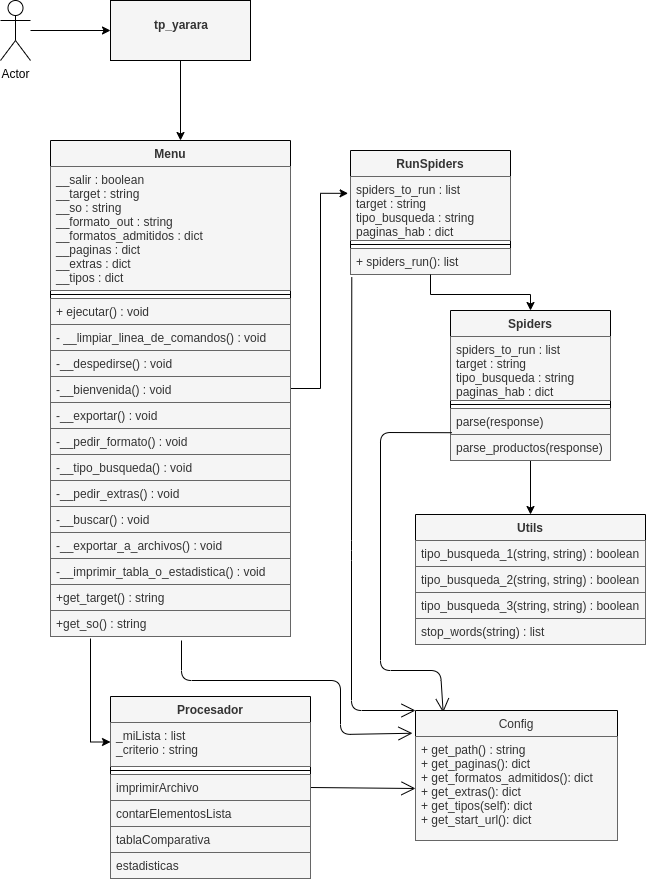 tp_yarara
Actor
Menu
__salir : boolean
__target : string
__so : string
__formato_out : string
__formatos_admitidos : dict
__paginas : dict
__extras : dict
__tipos : dict
+ ejecutar() : void
- __limpiar_linea_de_comandos() : void
-__despedirse() : void
-__bienvenida() : void
-__exportar() : void
-__pedir_formato() : void
-__tipo_busqueda() : void
-__pedir_extras() : void
-__buscar() : void
-__exportar_a_archivos() : void
-__imprimir_tabla_o_estadistica() : void
+get_target() : string
+get_so() : string
RunSpiders
spiders_to_run : list
target : string
tipo_busqueda : string
paginas_hab : dict
+ spiders_run(): list
Spiders
spiders_to_run : list
target : string
tipo_busqueda : string
paginas_hab : dict
parse(response)
parse_productos(response)
Utils
tipo_busqueda_1(string, string) : boolean
tipo_busqueda_2(string, string) : boolean
tipo_busqueda_3(string, string) : boolean
stop_words(string) : list
Procesador
_miLista : list
_criterio : string
imprimirArchivo
contarElementosLista
tablaComparativa
estadisticas
Config
+ get_path() : string
+ get_paginas(): dict
+ get_formatos_admitidos(): dict
+ get_extras(): dict
+ get_tipos(self): dict
+ get_start_url(): dict